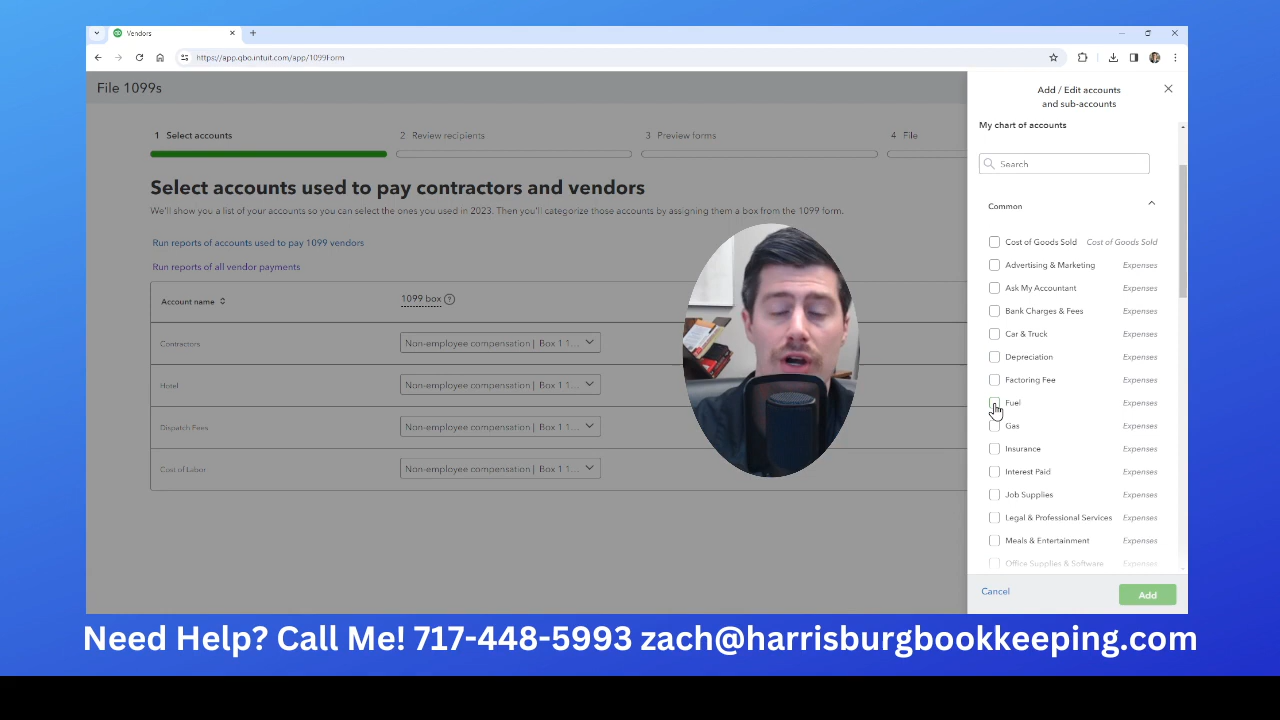 Vendors
https://app.qbo.intuit.com/app/1099Form
File 1099s
1 Select accounts
2 Review recipients
3 Preview forms
4 File
Select accounts used to pay contractors and vendors
We'll show you a list of your accounts so you can select the ones you used in 2023. Then you'll categorize those accounts by assigning them a box from the 1099 form.
Run reports of accounts used to pay 1099 vendors
Run reports of all vendor payments
Account name
1099 box
Contractors
Non-employee compensation | Box 1 1...
Hotel
Non-employee compensation | Box 1 1...
Dispatch Fees
Non-employee compensation | Box 1 1...
Cost of Labor
Non-employee compensation | Box 1 1...
Add / Edit accounts
and sub-accounts
My chart of accounts
Search
Common
Cost of Goods Sold Cost of Goods Sold
Advertising & Marketing Expenses
Ask My Accountant Expenses
Bank Charges & Fees Expenses
Car & Truck Expenses
Depreciation Expenses
Factoring Fee Expenses
Fuel Expenses
Gas Expenses
Insurance Expenses
Interest Paid Expenses
Job Supplies Expenses
Legal & Professional Services Expenses
Meals & Entertainment Expenses
Office Supplies & Software Expenses
Cancel
Add
Need Help? Call Me! 717-448-5993 zach@harrisburgbookkeeping.com